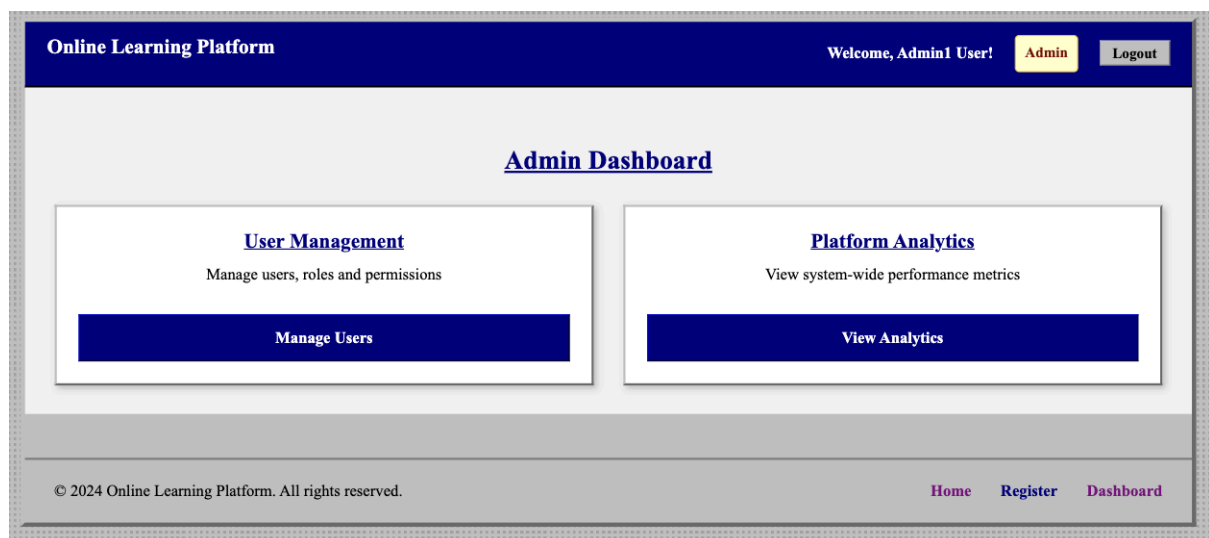 Online Learning Platform
Welcome, Admin1 User!
Admin
Logout
Admin Dashboard
User Management
Manage users, roles and permissions
Manage Users
Platform Analytics
View system-wide performance metrics
View Analytics
© 2024 Online Learning Platform. All rights reserved.
Home
Register
Dashboard